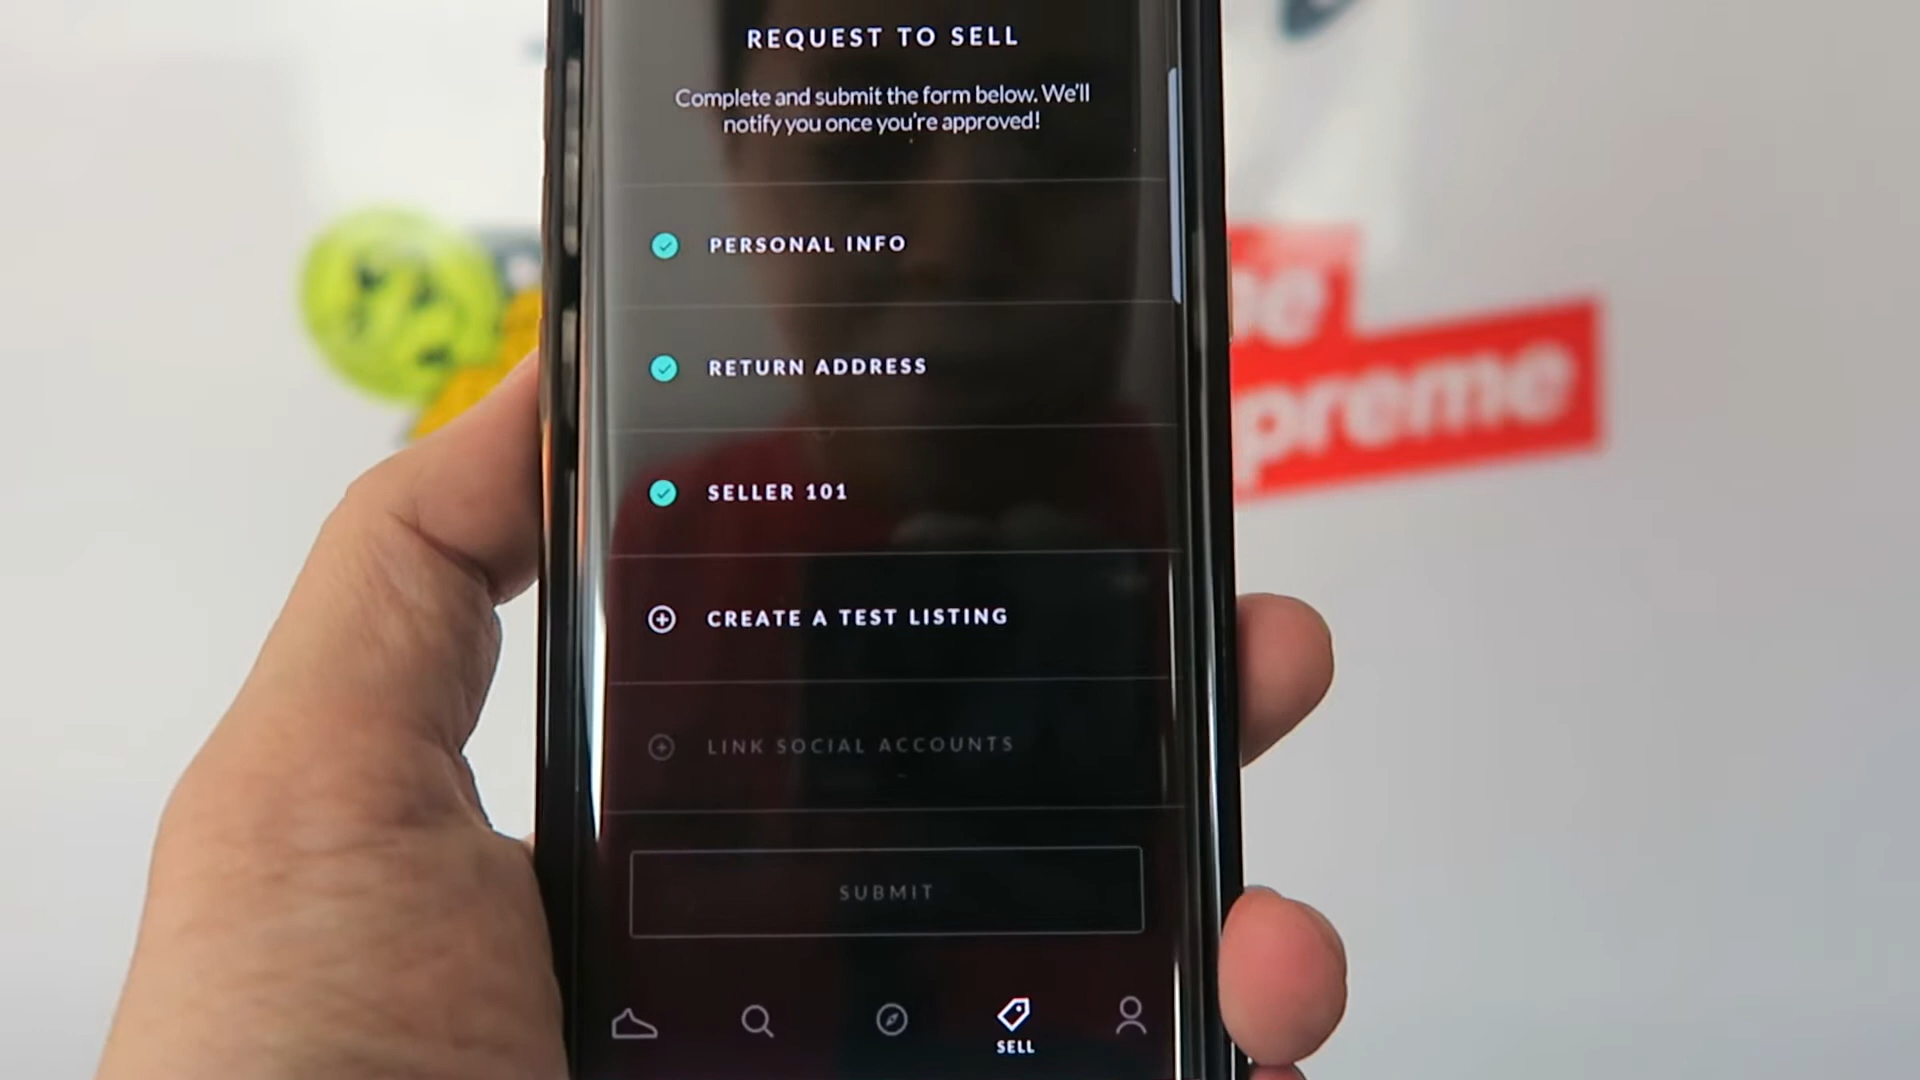 REQUEST TO SELL
Complete and submit the form below. We'll
notify you once you're approved!
PERSONAL INFO
RETURN ADDRESS
SELLER 101
CREATE A TEST LISTING
LINK SOCIAL ACCOUNTS
SUBMIT
SELL
me
preme